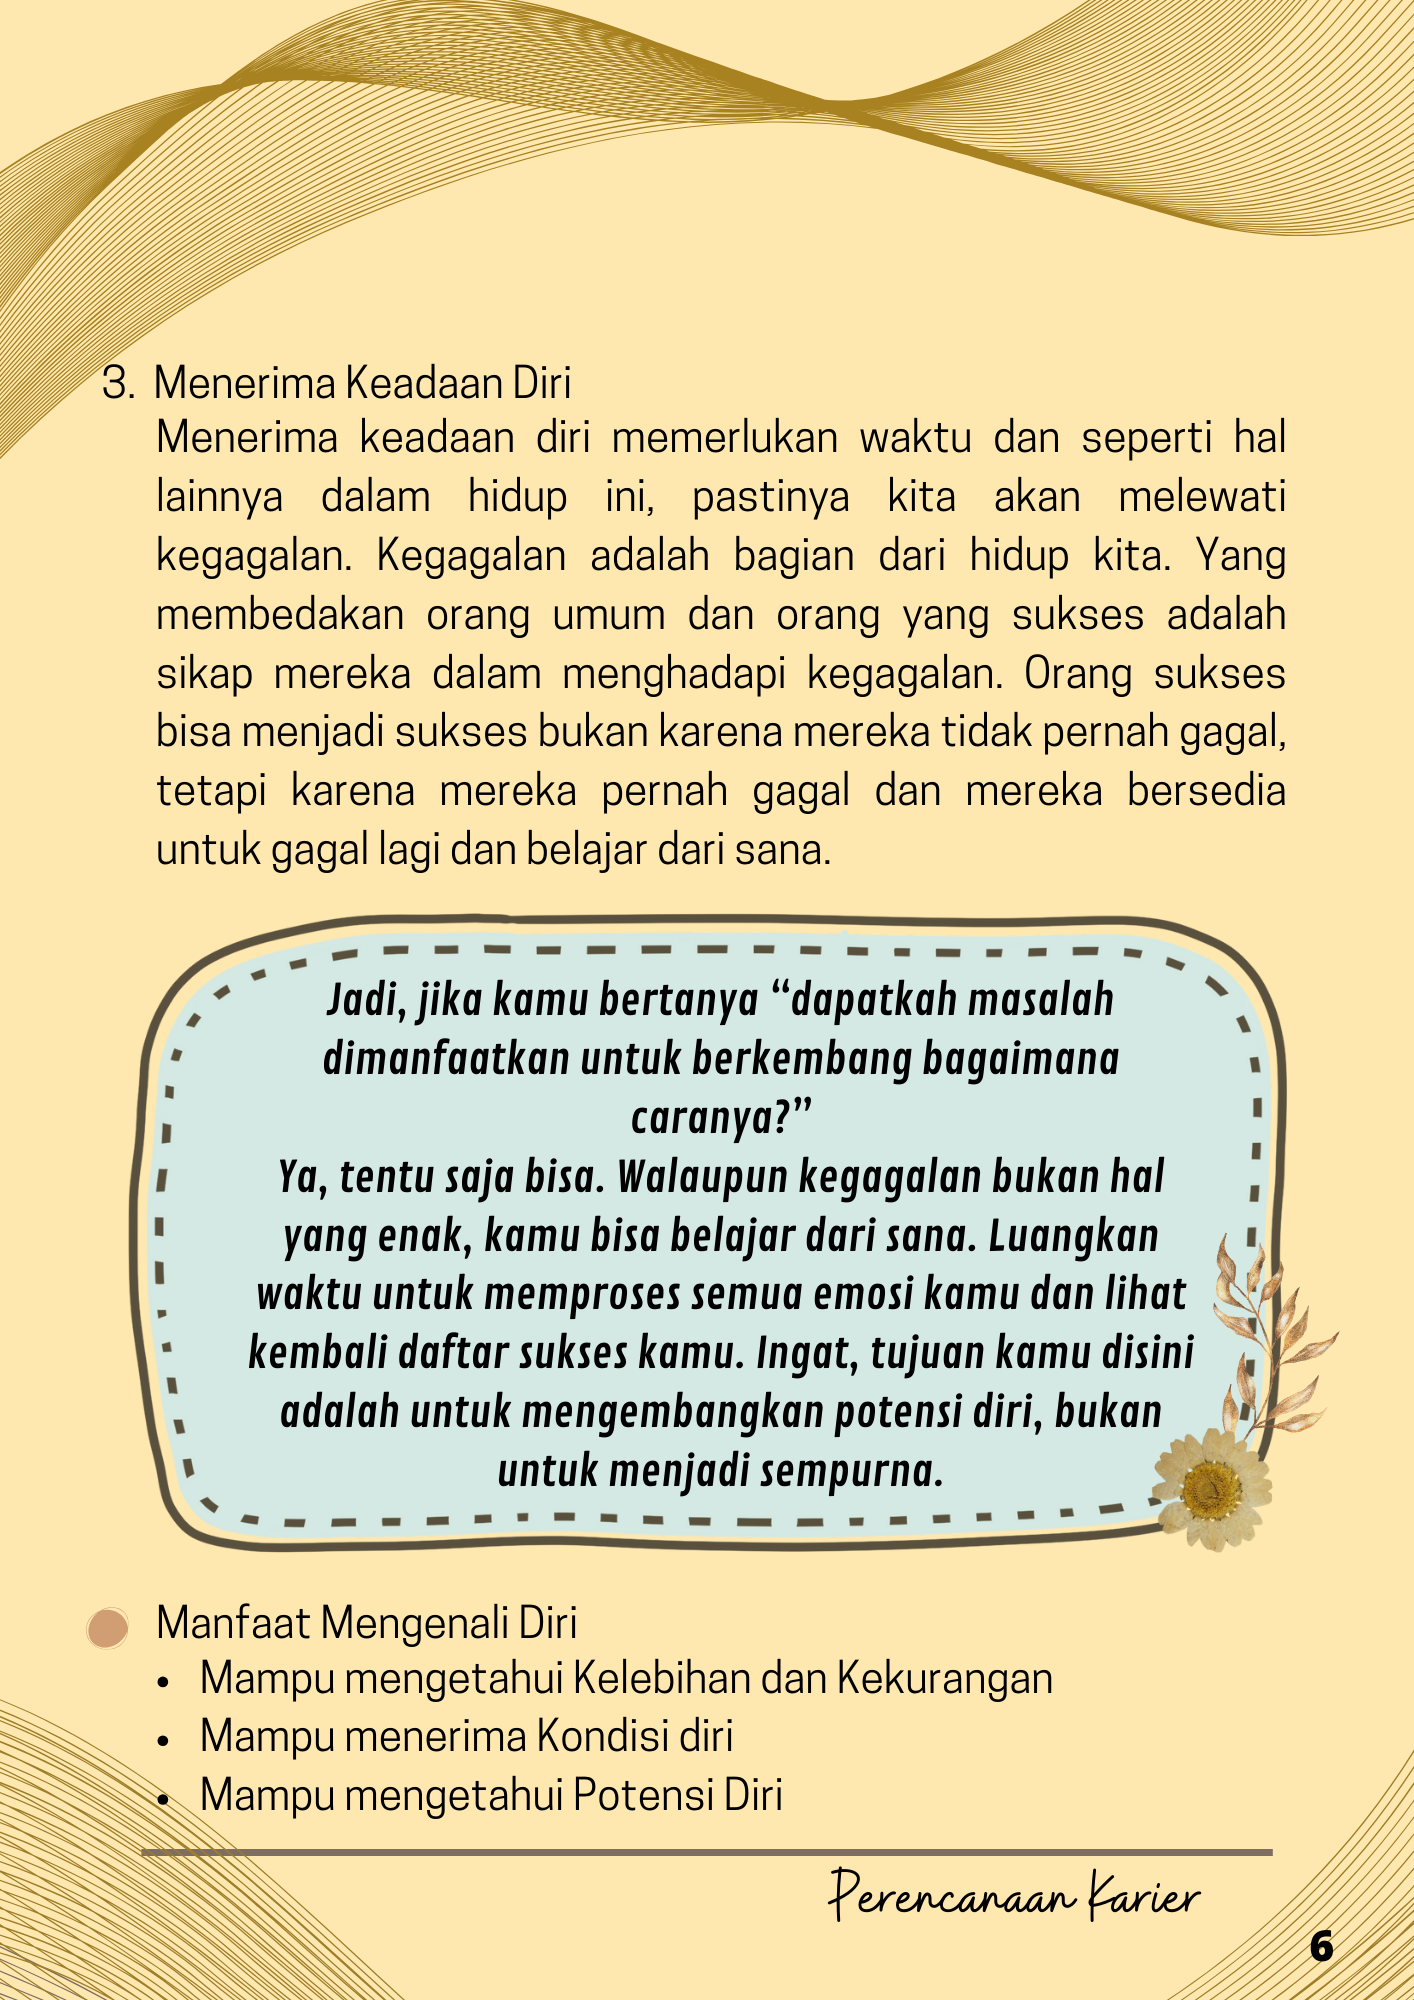 3. Menerima Keadaan Diri
Menerima keadaan diri memerlukan waktu dan seperti hal
lainnya dalam hidup ini, pastinya kita akan melewati
kegagalan. Kegagalan adalah bagian dari hidup kita. Yang
membedakan orang umum dan orang yang sukses adalah
sikap mereka dalam menghadapi kegagalan. Orang sukses
bisa menjadi sukses bukan karena mereka tidak pernah gagal,
tetapi karena mereka pernah gagal dan mereka bersedia
untuk gagal lagi dan belajar dari sana.
Jadi, jika kamu bertanya “dapatkah masalah
dimanfaatkan untuk berkembang bagaimana
caranya?”
Ya, tentu saja bisa. Walaupun kegagalan bukan hal
yang enak, kamu bisa belajar dari sana. Luangkan
waktu untuk memproses semua emosi kamu dan lihat
kembali daftar sukses kamu. Ingat, tujuan kamu disini
adalah untuk mengembangkan potensi diri, bukan
untuk menjadi sempurna.
Manfaat Mengenali Diri
• Mampu mengetahui Kelebihan dan Kekurangan
• Mampu menerima Kondisi diri
• Mampu mengetahui Potensi Diri
Perencanaan Karier
6